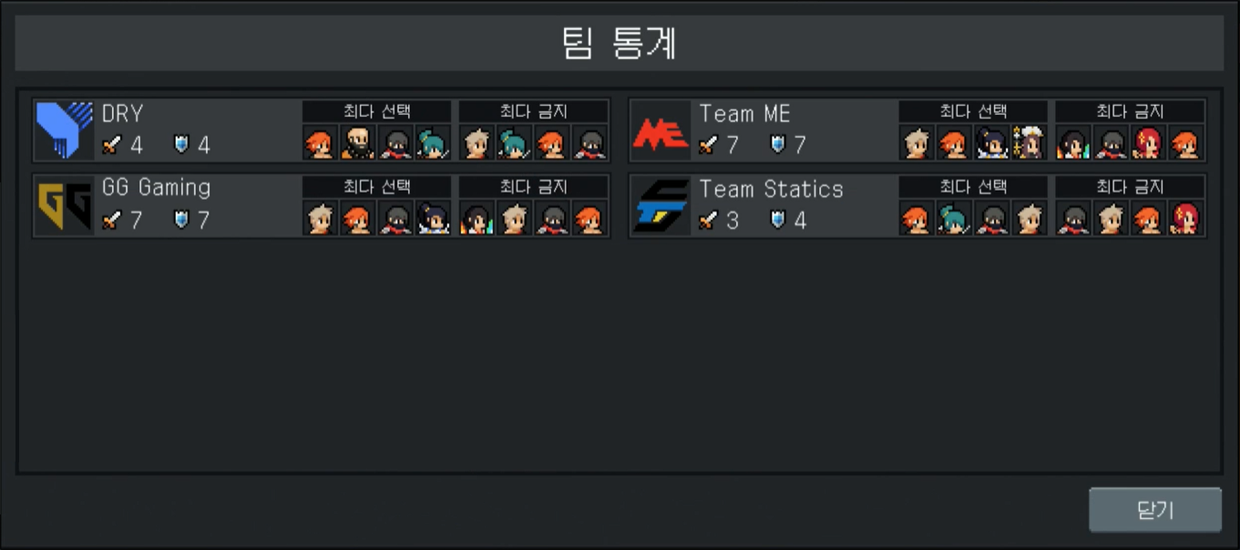 팀 통계
DRY
4 4
최다 선택 최다 금지
Team ME
7 7
최다 선택 최다 금지
GG Gaming
7 7
최다 선택 최다 금지
Team Statics
3 4
최다 선택 최다 금지
닫기